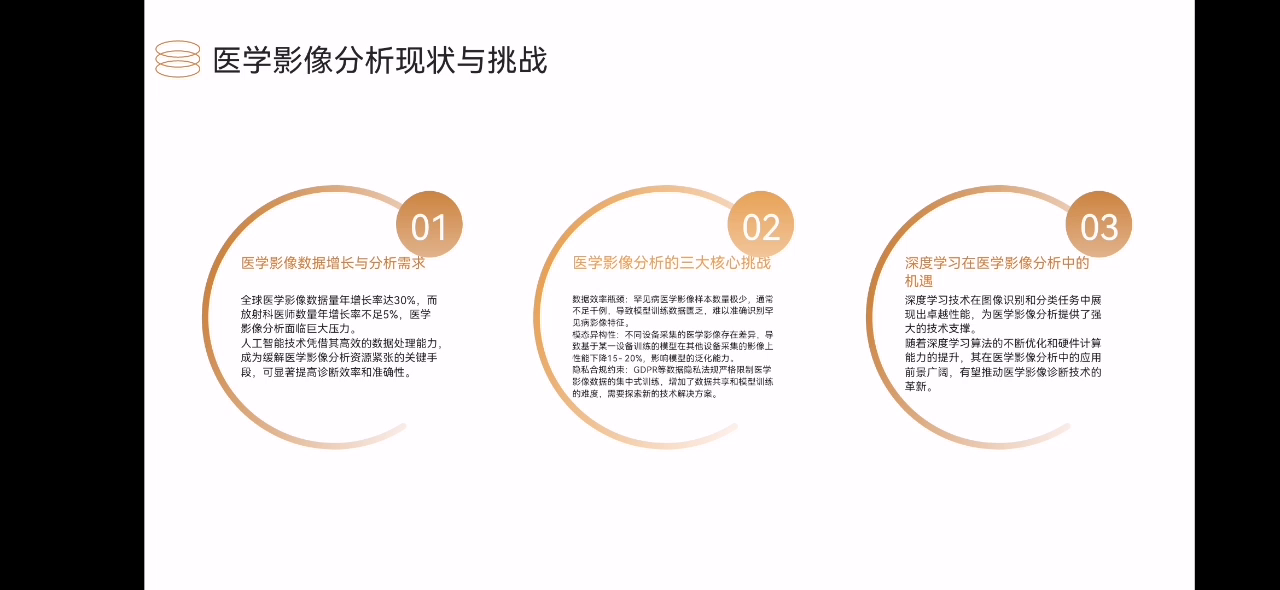 医学影像分析现状与挑战
01
医学影像数据增长与分析需求
全球医学影像数据量年增长率达30%，而
放射科医师数量年增长率不足5%，医学
影像分析面临巨大压力。
人工智能技术凭借其高效的数据处理能力，
成为缓解医学影像分析资源紧张的关键手
段，可显著提高诊断效率和准确性。
02
医学影像分析的三大核心挑战
数据效率瓶颈：罕见病医学影像样本数量极少，通常
不足千例，导致模型训练数据匮乏，难以准确识别罕
见病影像特征。
模态异构性：不同设备采集的医学影像存在差异，导
致基于某一设备训练的模型在其他设备采集的影像上
性能下降15-20%，影响模型的泛化能力。
隐私合规约束：GDPR等数据隐私法规严格限制医学
影像数据的集中式训练，增加了数据共享和模型训练
的难度，需要探索新的技术解决方案。
03
深度学习在医学影像分析中的
机遇
深度学习技术在图像识别和分类任务中展
现出卓越性能，为医学影像分析提供了强
大的技术支撑。
随着深度学习算法的不断优化和硬件计算
能力的提升，其在医学影像分析中的应用
前景广阔，有望推动医学影像诊断技术的
革新。